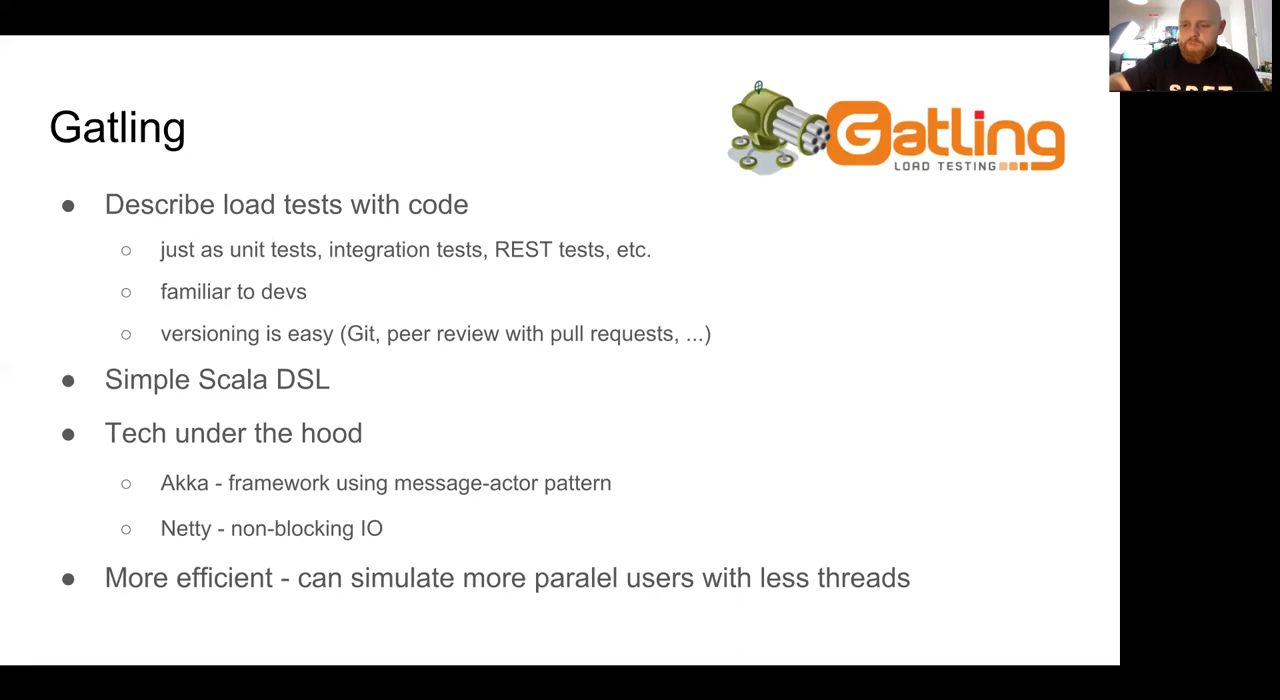 Gatling
Gatling
LOAD TESTING
● Describe load tests with code
○ just as unit tests, integration tests, REST tests, etc.
○ familiar to devs
○ versioning is easy (Git, peer review with pull requests, ...)
● Simple Scala DSL
● Tech under the hood
○ Akka - framework using message-actor pattern
○ Netty - non-blocking IO
● More efficient - can simulate more paralel users with less threads